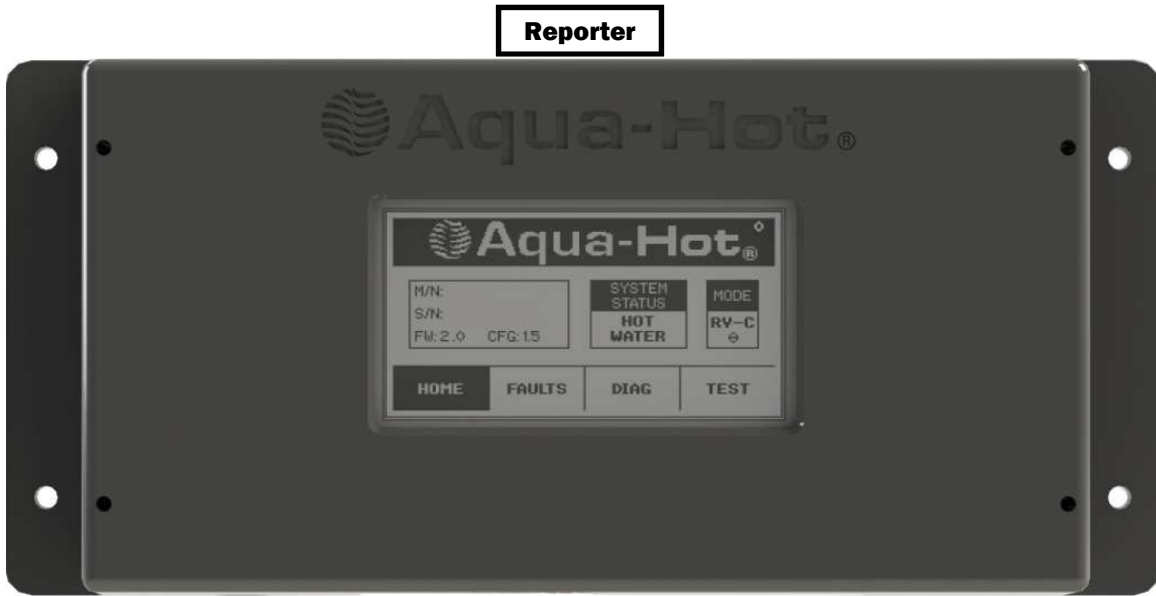 Reporter
Aqua-Hot®
Aqua-Hot®
M/N:
S/N:
FW: 2.0 CFG: 1.5
SYSTEM
STATUS
HOT
WATER
MODE
RV-C
HOME FAULTS DIAG TEST